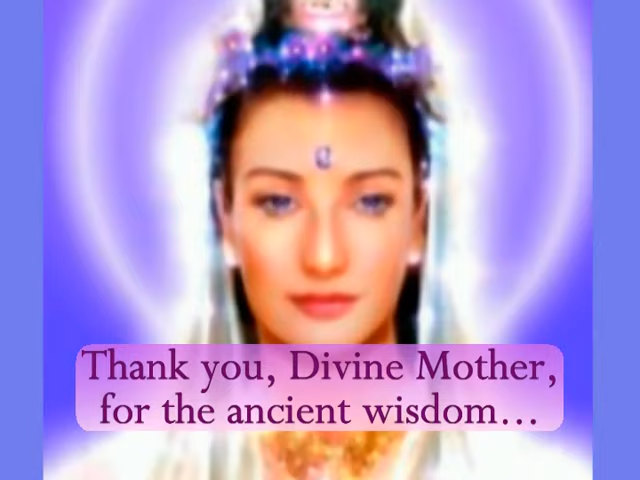 Thank you, Divine Mother,
for the ancient wisdom…